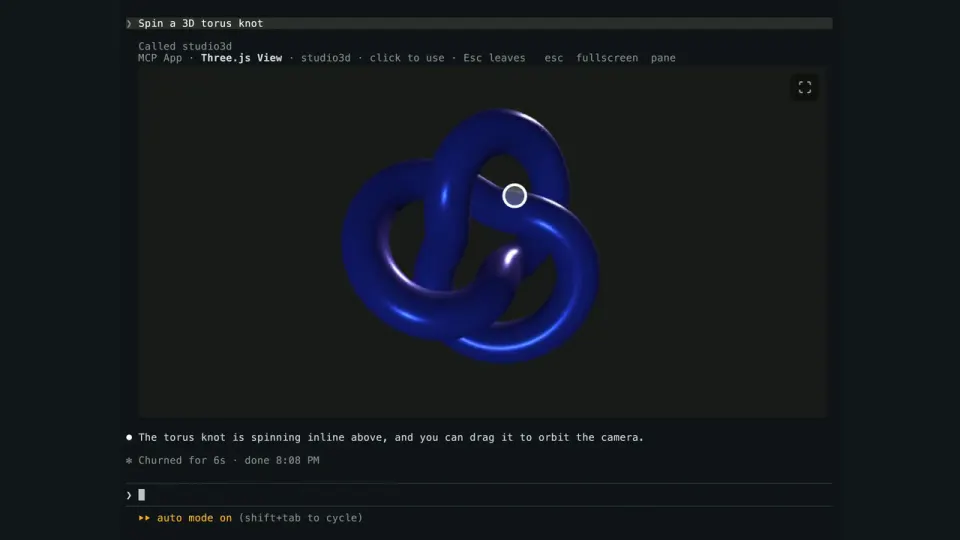 ❯ Spin a 3D torus knot
Called studio3d
MCP App · Three.js View · studio3d · click to use · Esc leaves esc fullscreen pane
● The torus knot is spinning inline above, and you can drag it to orbit the camera.
✻ Churned for 6s · done 8:08 PM
❯
▸▸ auto mode on (shift+tab to cycle)